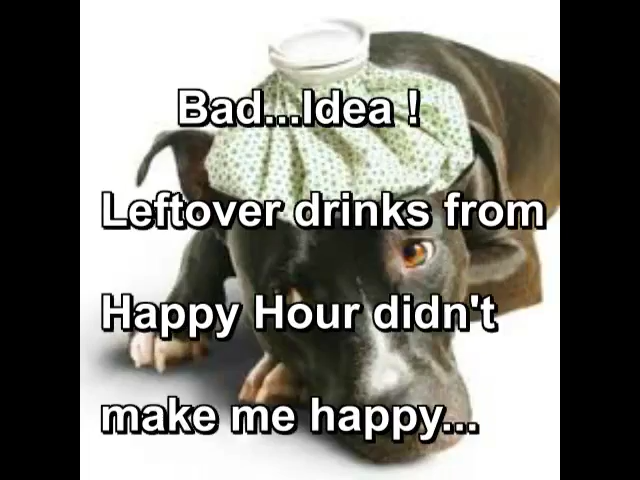 Bad...Idea !
Leftover drinks from
Happy Hour didn't
make me happy...